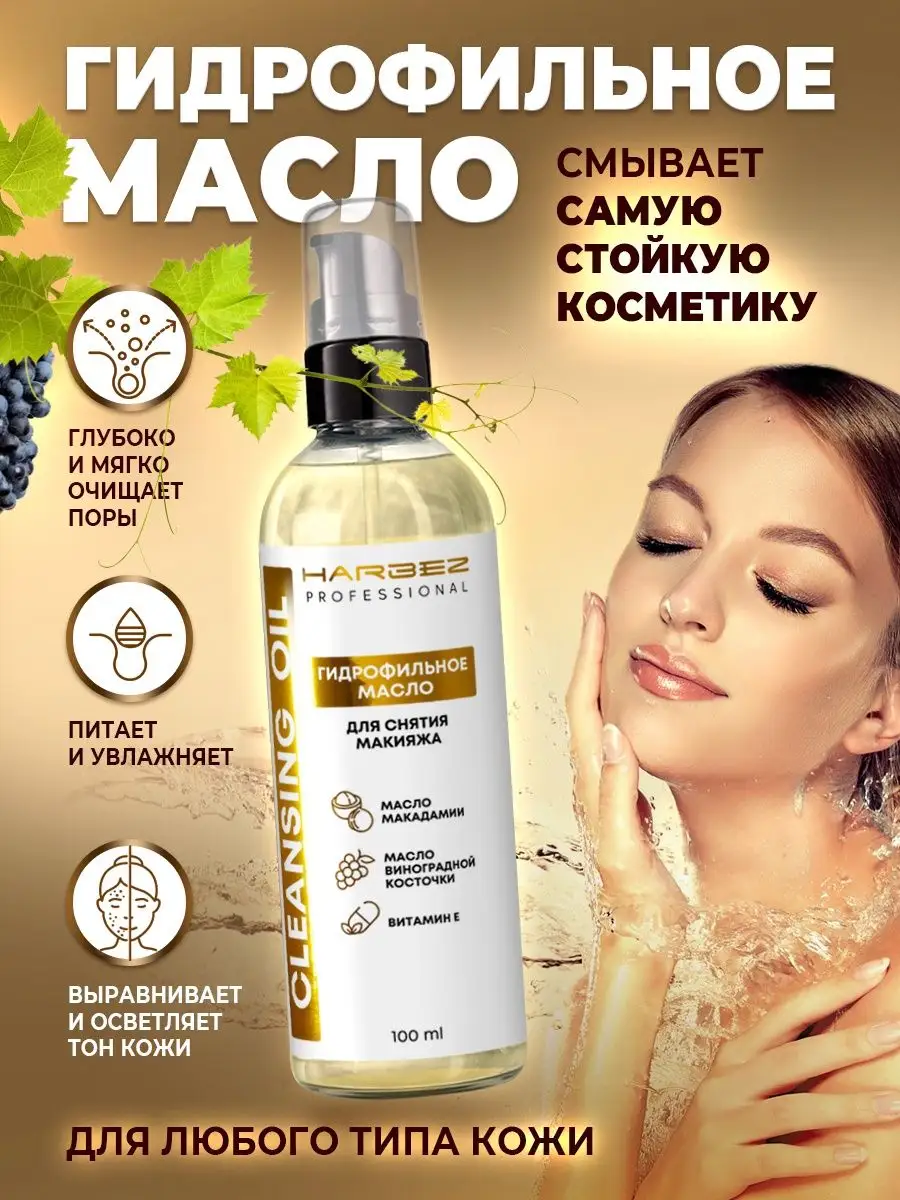 ГИДРОФИЛЬНОЕ
МАСЛО
СМЫВАЕТ
САМУЮ
СТОЙКУЮ
КОСМЕТИКУ
ГЛУБОКО
И МЯГКО
ОЧИЩАЕТ
ПОРЫ
ПИТАЕТ
И УВЛАЖНЯЕТ
ВЫРАВНИВАЕТ
И ОСВЕТЛЯЕТ
ТОН КОЖИ
CLEANSING OIL
HARBEZ
PROFESSIONAL
ГИДРОФИЛЬНОЕ
МАСЛО
ДЛЯ СНЯТИЯ
МАКИЯЖА
МАСЛО
МАКАДАМИИ
МАСЛО
ВИНОГРАДНОЙ
КОСТОЧКИ
ВИТАМИН Е
100 ml
ДЛЯ ЛЮБОГО ТИПА КОЖИ